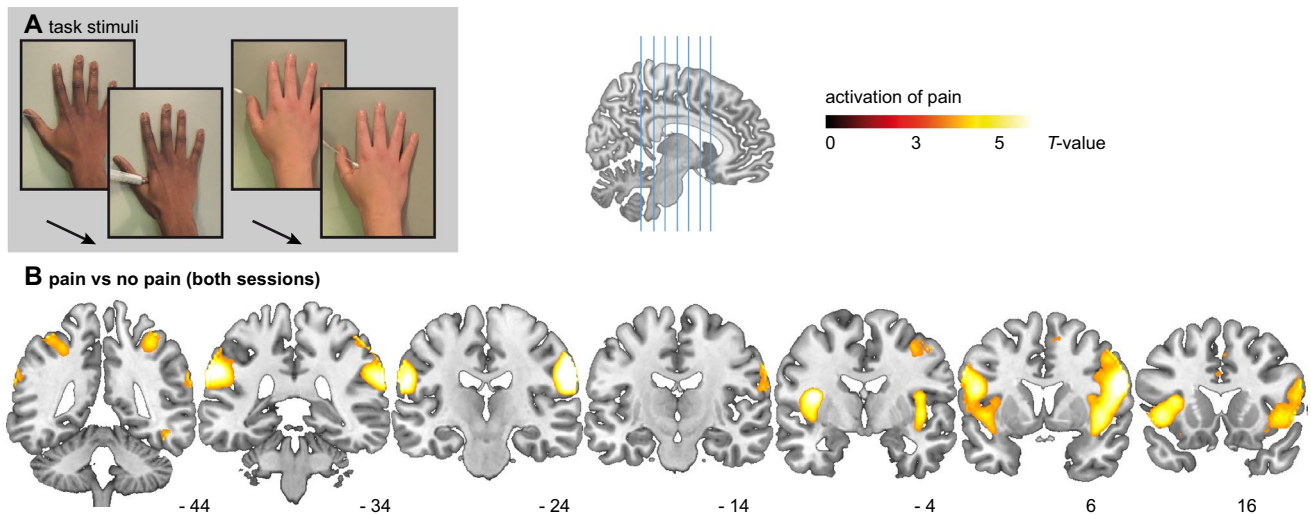 A task stimuli
activation of pain
0 3 5 T-value
B pain vs no pain (both sessions)
- 44 - 34 - 24 - 14 - 4 6 16